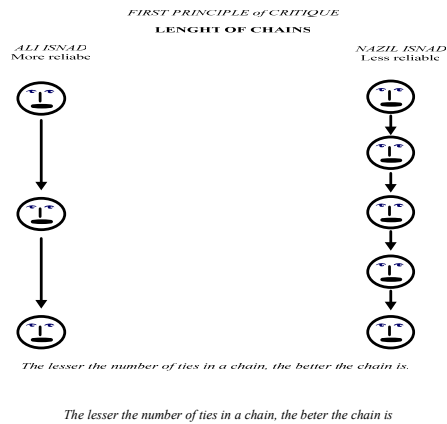 FIRST PRINCIPLE of CRITIQUE
LENGHT OF CHAINS
ALI ISNAD
More reliabe
NAZIL ISNAD
Less reliable
The lesser the number of ties in a chain, the better the chain is.
The lesser the number of ties in a chain, the beter the chain is